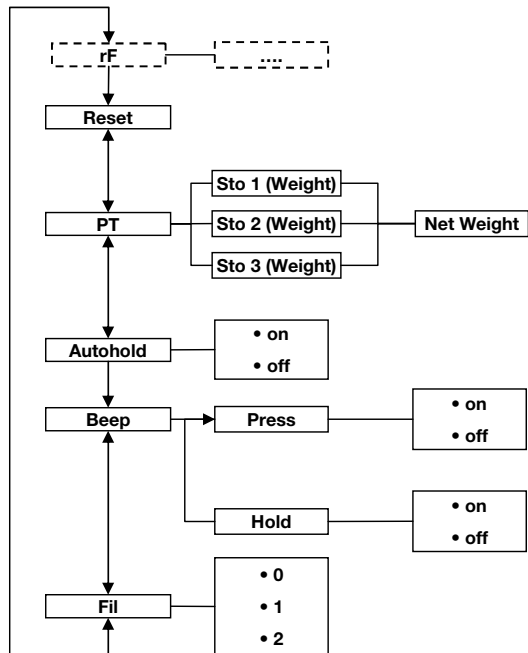 rF
....
Reset
PT
Sto 1 (Weight)
Sto 2 (Weight)
Sto 3 (Weight)
Net Weight
Autohold
• on
• off
Beep
Press
• on
• off
Hold
• on
• off
Fil
• 0
• 1
• 2